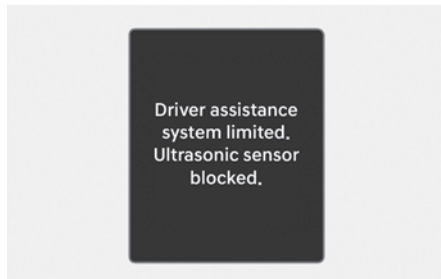 Driver assistance
system limited.
Ultrasonic sensor
blocked.